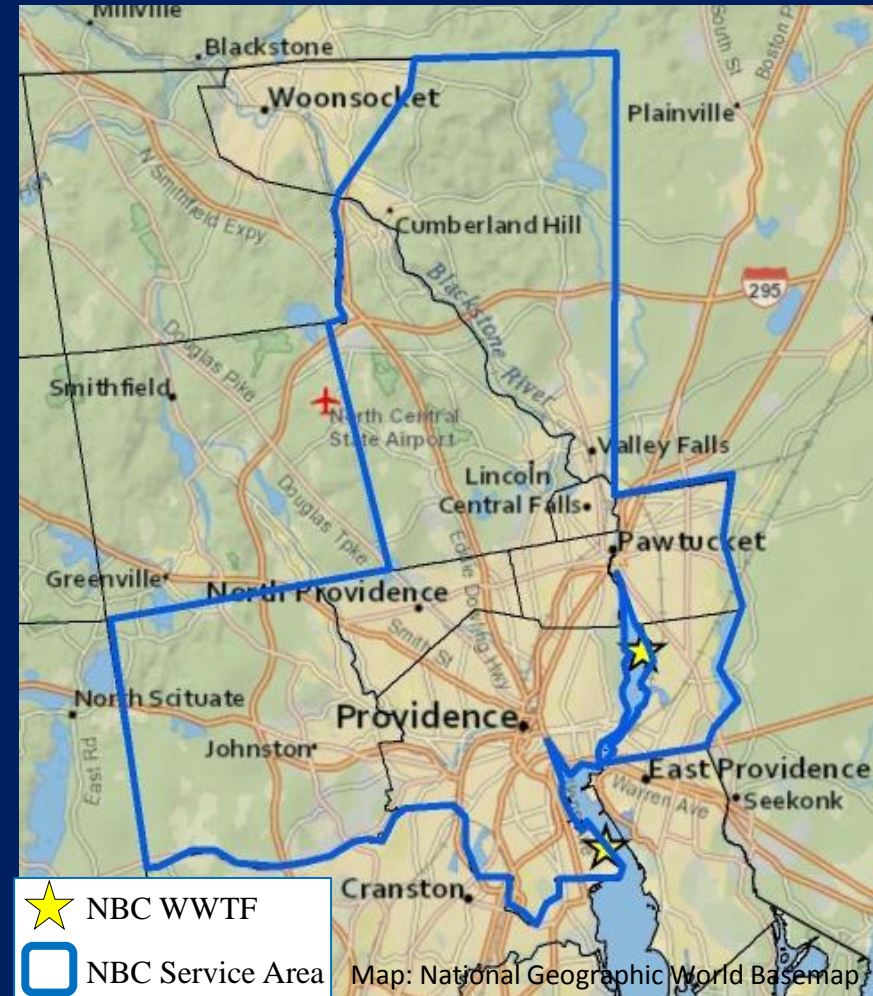 Millville
Blackstone
South St
Boston P
Woonsocket
Plainville
N Smithfield Expy
Cumberland Hill
Blackstone River
295
Douglas Pike
Smithfield
North Central
State Airport
Valley Falls
Lincoln
Central Falls
Douglas Tpke
Pawtucket
Eddie Dowling Hwy
Greenville
North Providence
Smith St
North Scituate
Providence
Johnston
East Rd
East Providence
Warren Ave
Seekonk
Cranston
NBC WWTF
NBC Service Area
Map: National Geographic World Basemap